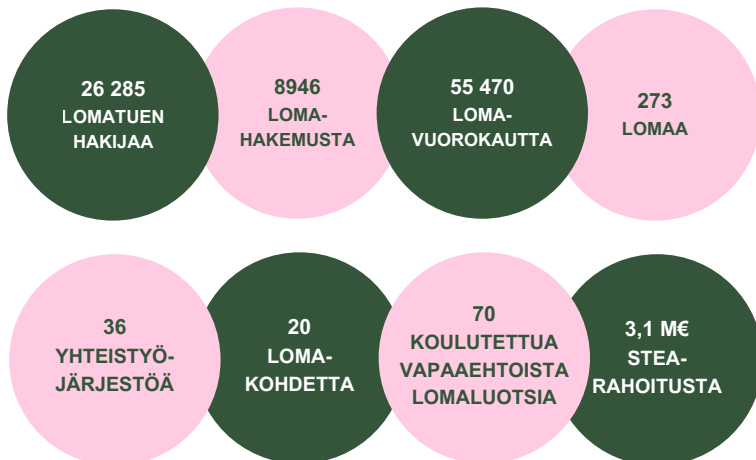 26 285
LOMATUEN
HAKIJAA
8946
LOMA-
HAKEMUSTA
55 470
LOMA-
VUOROKAUTTA
273
LOMAA
36
YHTEISTYÖ-
JÄRJESTÖÄ
20
LOMA-
KOHDETTA
70
KOULUTETTUA
VAPAAEHTOISTA
LOMALUOTSIA
3,1 M€
STEA-
RAHOITUSTA